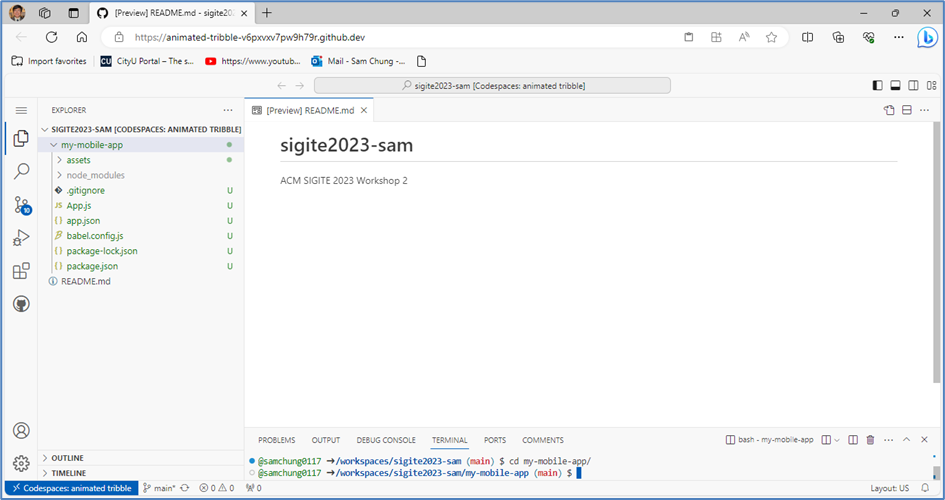 [Preview] README.md - sigite202
https://animated-tribble-v6pxvxv7pw9h79r.github.dev
Import favorites
CU CityU Portal – The s...
https://www.youtub...
Mail - Sam Chung -...
sigite2023-sam [Codespaces: animated tribble]
EXPLORER
[Preview] README.md
SIGITE2023-SAM [CODESPACES: ANIMATED TRIBBLE]
my-mobile-app
assets
node_modules
.gitignore U
JS App.js U
{} app.json U
babel.config.js U
{} package-lock.json U
{} package.json U
README.md
10
sigite2023-sam
ACM SIGITE 2023 Workshop 2
PROBLEMS OUTPUT DEBUG CONSOLE TERMINAL PORTS COMMENTS
bash - my-mobile-app
@samchung0117 ➜/workspaces/sigite2023-sam (main) $ cd my-mobile-app/
@samchung0117 ➜/workspaces/sigite2023-sam/my-mobile-app (main) $
OUTLINE
TIMELINE
Codespaces: animated tribble main* 0 0 0 Layout: US